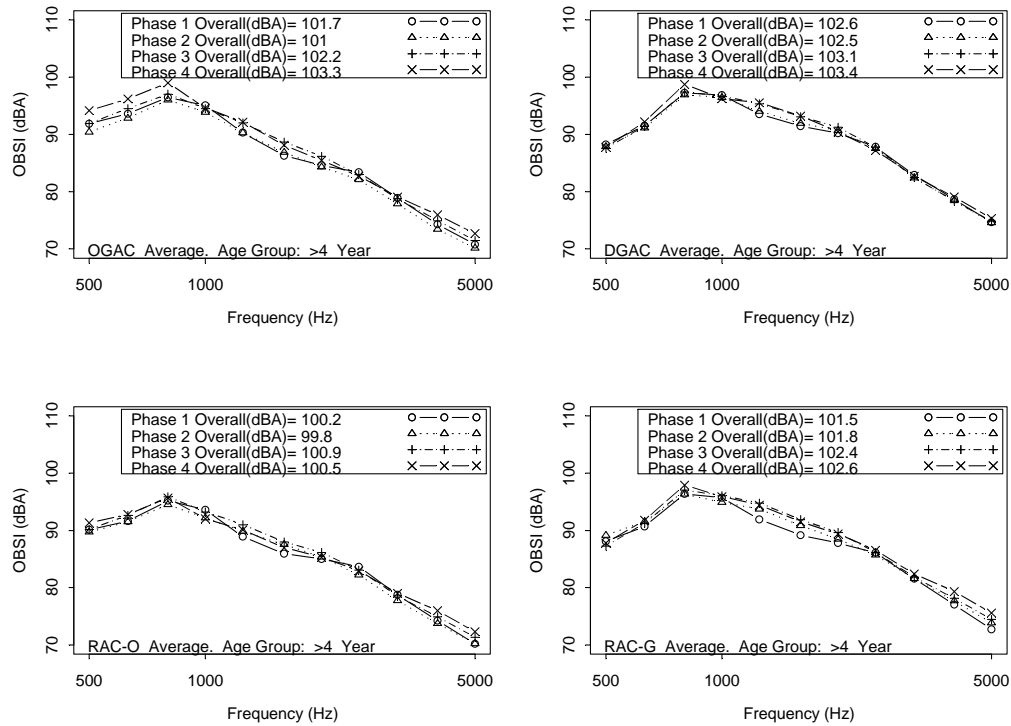 Phase 1 Overall(dBA)= 101.7
Phase 2 Overall(dBA)= 101
Phase 3 Overall(dBA)= 102.2
Phase 4 Overall(dBA)= 103.3
110
100
90
80
70
OBSI (dBA)
OGAC Average. Age Group: >4 Year
500
1000
5000
Frequency (Hz)
Phase 1 Overall(dBA)= 102.6
Phase 2 Overall(dBA)= 102.5
Phase 3 Overall(dBA)= 103.1
Phase 4 Overall(dBA)= 103.4
110
100
90
80
70
OBSI (dBA)
DGAC Average. Age Group: >4 Year
500
1000
5000
Frequency (Hz)
Phase 1 Overall(dBA)= 100.2
Phase 2 Overall(dBA)= 99.8
Phase 3 Overall(dBA)= 100.9
Phase 4 Overall(dBA)= 100.5
110
100
90
80
70
OBSI (dBA)
RAC-O Average. Age Group: >4 Year
500
1000
5000
Frequency (Hz)
Phase 1 Overall(dBA)= 101.5
Phase 2 Overall(dBA)= 101.8
Phase 3 Overall(dBA)= 102.4
Phase 4 Overall(dBA)= 102.6
110
100
90
80
70
OBSI (dBA)
RAC-G Average. Age Group: >4 Year
500
1000
5000
Frequency (Hz)